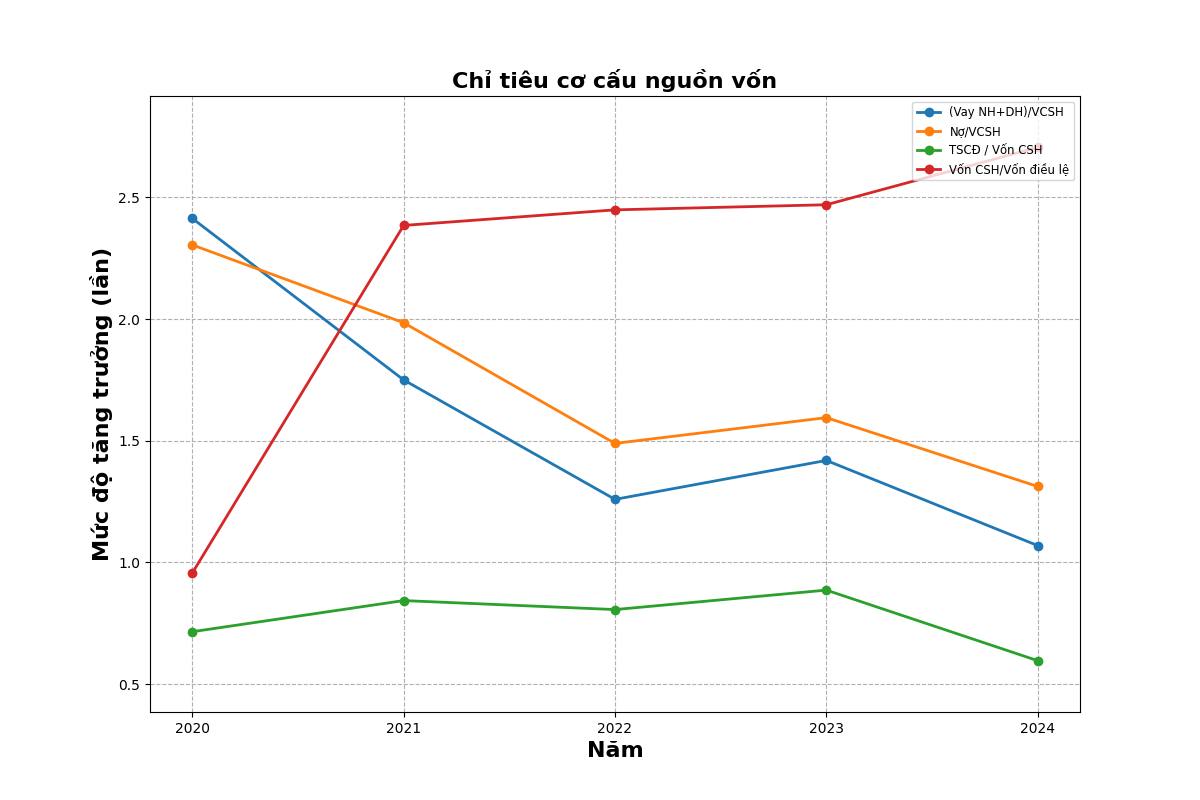 Chỉ tiêu cơ cấu nguồn vốn
(Vay NH+DH)/VCSH
Nợ/VCSH
TSCĐ / Vốn CSH
Vốn CSH/Vốn điều lệ
Mức độ tăng trưởng (lần)
2.5
2.0
1.5
1.0
0.5
2020
2021
2022
2023
2024
Năm